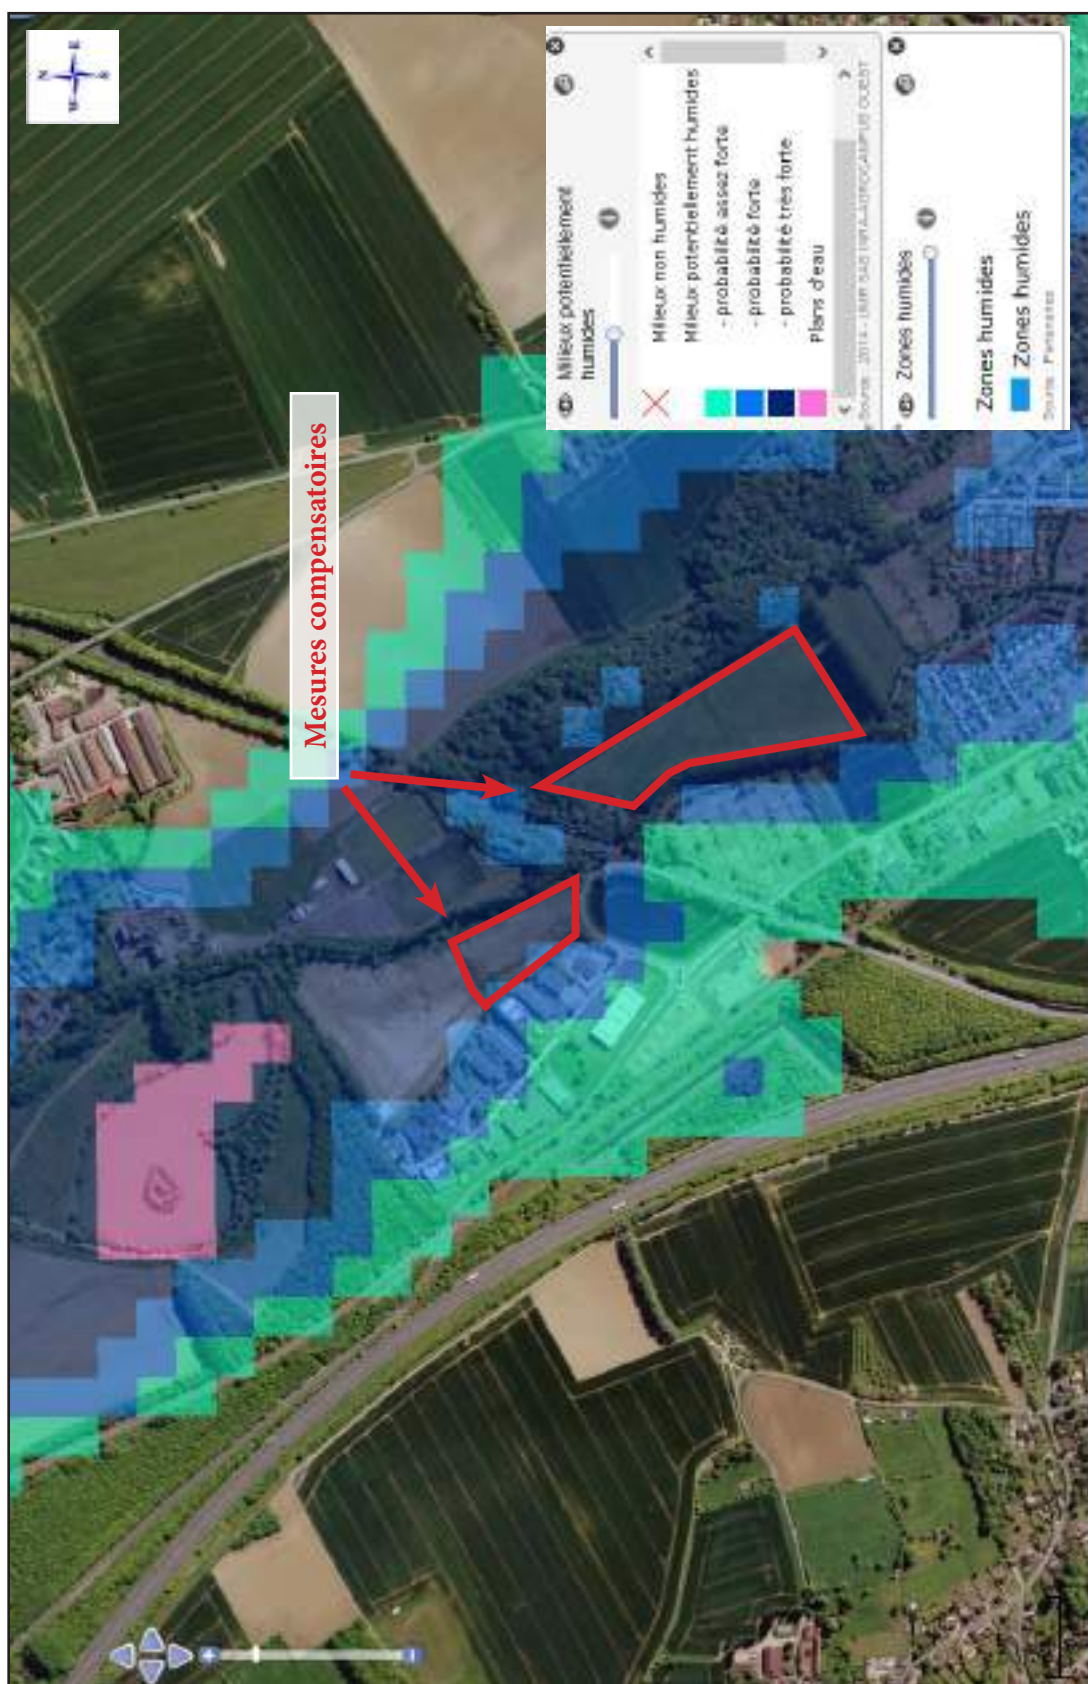 Mesures compensatoires
N
E
S
W
Milieux potentiellement
humides
Milieux non humides
Milieux potentiellement humides
- probabilité assez forte
- probabilité forte
- probabilité très forte
Plans d'eau
Zones humides
Zones humides
Zones humides